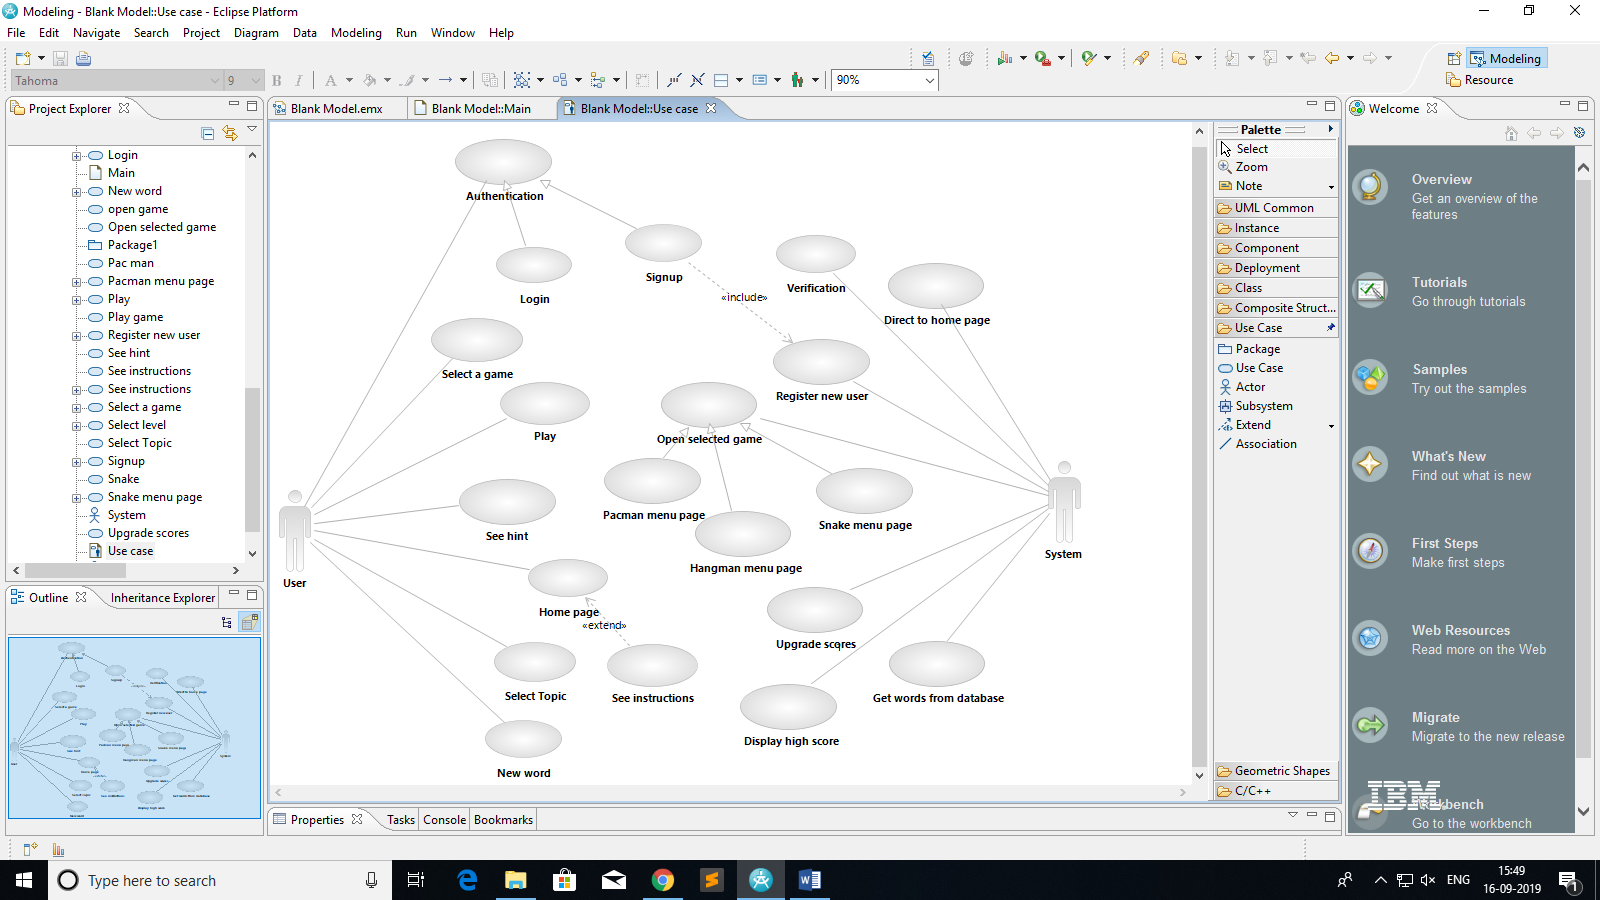 Modeling - Blank Model::Use case - Eclipse Platform
File Edit Navigate Search Project Diagram Data Modeling Run Window Help
Modeling
Tahoma 9 B I A 90% Resource
Project Explorer
Login
Main
New word
open game
Open selected game
Package1
Pac man
Pacman menu page
Play
Play game
Register new user
See hint
See instructions
See instructions
Select a game
Select level
Select Topic
Signup
Snake
Snake menu page
System
Upgrade scores
Use case
Outline Inheritance Explorer
Blank Model.emx Blank Model::Main Blank Model::Use case
Authentication
Login
Signup
«include»
Verification
Direct to home page
Select a game
Register new user
Play
Open selected game
Pacman menu page
Snake menu page
See hint
Hangman menu page
User
System
Home page
«extend»
Upgrade scores
Select Topic
See instructions
Get words from database
Display high score
New word
Palette
Select
Zoom
Note
UML Common
Instance
Component
Deployment
Class
Composite Struct...
Use Case
Package
Use Case
Actor
Subsystem
Extend
Association
Geometric Shapes
C/C++
Properties Tasks Console Bookmarks
Welcome
Overview
Get an overview of the
features
Tutorials
Go through tutorials
Samples
Try out the samples
What's New
Find out what is new
First Steps
Make first steps
Web Resources
Read more on the Web
Migrate
Migrate to the new release
IBM
Go to the workbench
Type here to search
ENG
15:49
16-09-2019
1